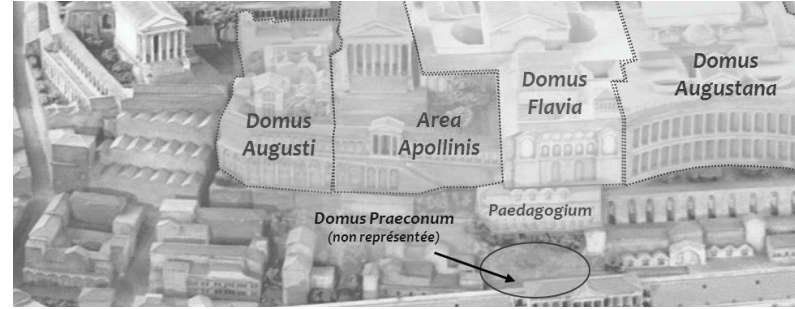 Domus
Augusti
Area
Apollinis
Domus
Flavia
Domus
Augustana
Paedagogium
Domus Praeconum
(non représentée)